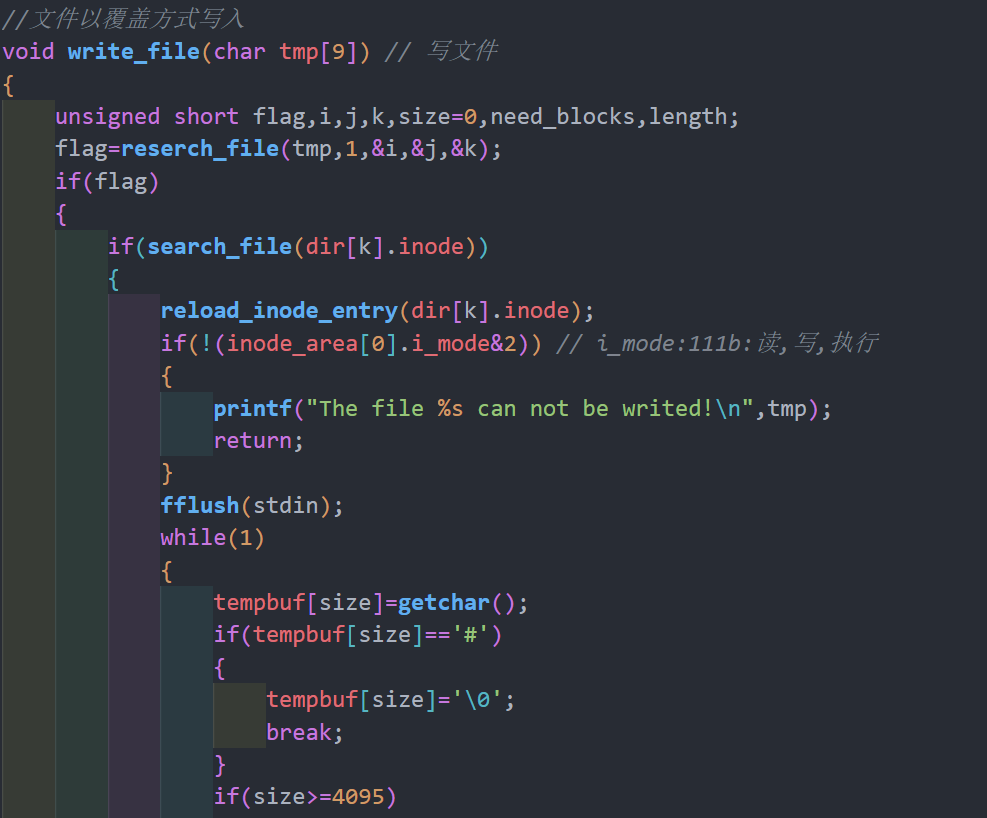 //文件以覆盖方式写入
void write_file(char tmp[9]) // 写文件
{
unsigned short flag,i,j,k,size=0,need_blocks,length;
flag=reserch_file(tmp,1,&i,&j,&k);
if(flag)
{
if(search_file(dir[k].inode))
{
reload_inode_entry(dir[k].inode);
if(!(inode_area[0].i_mode&2)) // i_mode:111b:读,写,执行
{
printf("The file %s can not be writed!\n",tmp);
return;
}
fflush(stdin);
while(1)
{
tempbuf[size]=getchar();
if(tempbuf[size]=='#')
{
tempbuf[size]='\0';
break;
}
if(size>=4095)